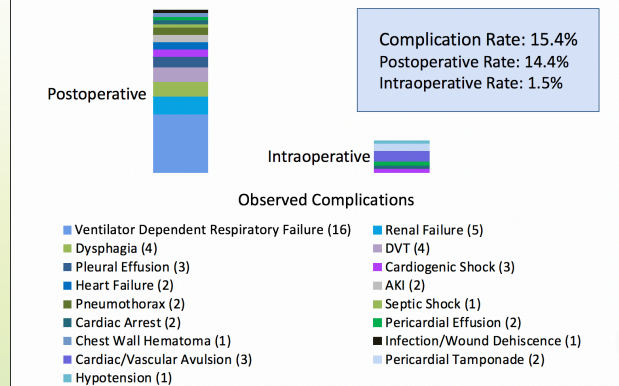 Complication Rate: 15.4%
Postoperative Rate: 14.4%
Intraoperative Rate: 1.5%
Postoperative
Intraoperative
Observed Complications
Ventilator Dependent Respiratory Failure (16)
Renal Failure (5)
Dysphagia (4)
DVT (4)
Pleural Effusion (3)
Cardiogenic Shock (3)
Heart Failure (2)
AKI (2)
Pneumothorax (2)
Septic Shock (1)
Cardiac Arrest (2)
Pericardial Effusion (2)
Chest Wall Hematoma (1)
Infection/Wound Dehiscence (1)
Cardiac/Vascular Avulsion (3)
Pericardial Tamponade (2)
Hypotension (1)